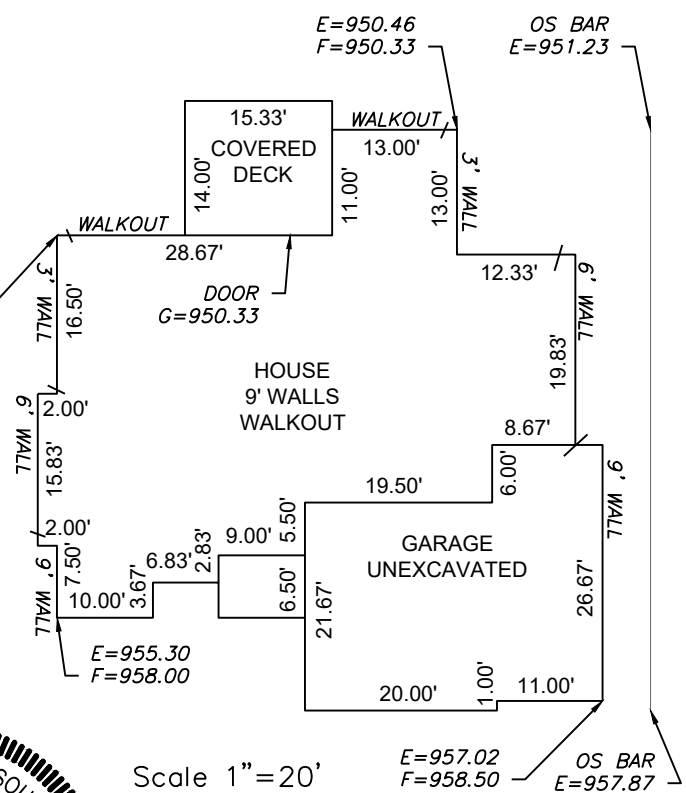 E=950.46
F=950.33
OS BAR
E=951.23
15.33'
COVERED
DECK
14.00'
11.00'
WALKOUT
13.00'
13.00'
3' WALL
WALKOUT
28.67'
12.33'
DOOR
G=950.33
3' WALL
16.50'
6' WALL
19.83'
HOUSE
9' WALLS
WALKOUT
2.00'
6' WALL
15.83'
8.67'
6.00'
9' WALL
19.50'
2.00'
7.50'
9' WALL
10.00'
3.67'
6.83'
2.83'
9.00'
5.50'
6.50'
21.67'
GARAGE
UNEXCAVATED
26.67'
E=955.30
F=958.00
20.00'
1.00'
11.00'
Scale 1"=20'
E=957.02
F=958.50
OS BAR
E=957.87
SOU